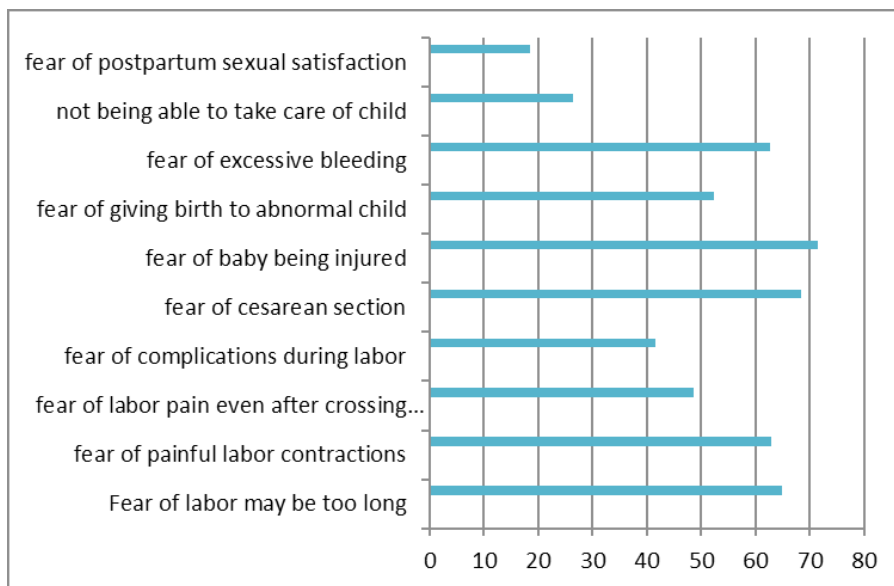 fear of postpartum sexual satisfaction
not being able to take care of child
fear of excessive bleeding
fear of giving birth to abnormal child
fear of baby being injured
fear of cesarean section
fear of complications during labor
fear of labor pain even after crossing...
fear of painful labor contractions
Fear of labor may be too long
0 10 20 30 40 50 60 70 80